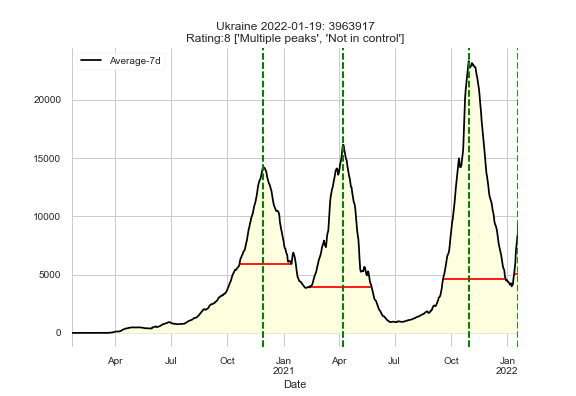 Ukraine 2022-01-19: 3963917
Rating:8 ['Multiple peaks', 'Not in control']
Average-7d
20000
15000
10000
5000
0
Apr Jul Oct Jan Apr Jul Oct Jan
2021 2022
Date